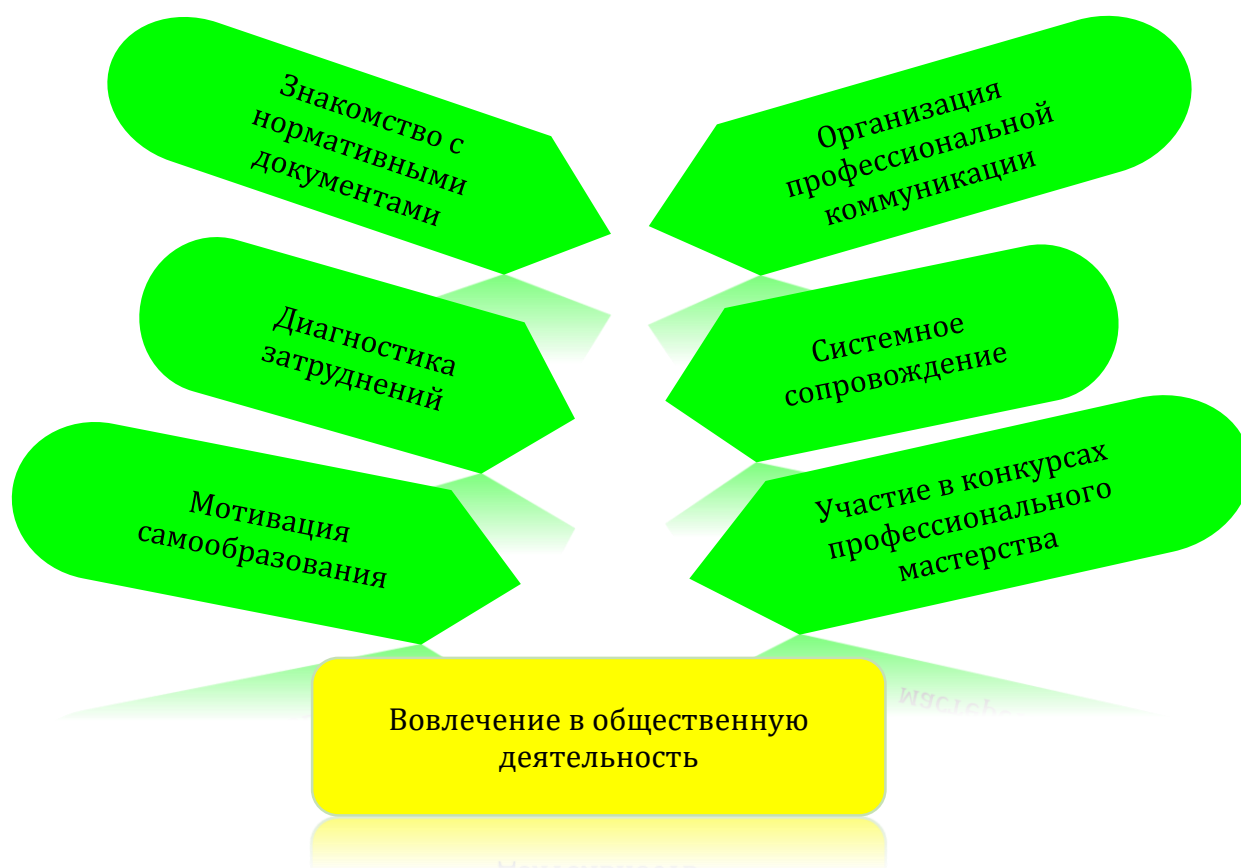 Знакомство с
нормативными
документами
Организация
профессиональной
коммуникации
Диагностика
затруднений
Системное
сопровождение
Мотивация
самообразования
Участие в конкурсах
профессионального
мастерства
Вовлечение в общественную
деятельность